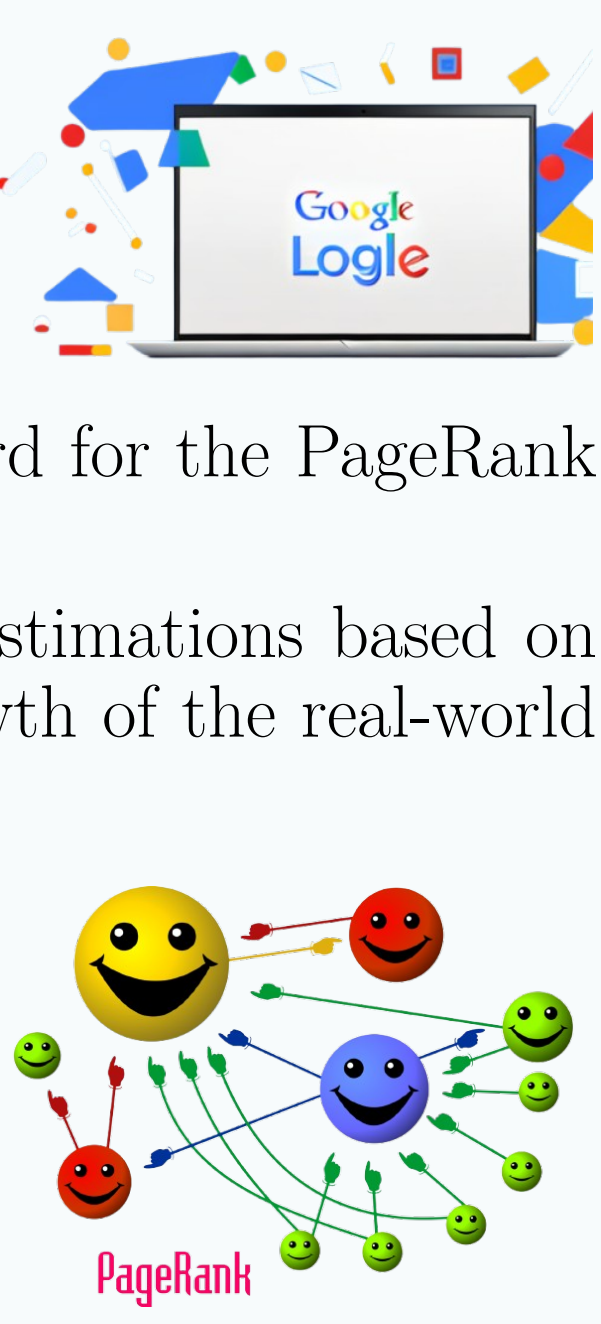 Google
Logle
rd for the PageRank
stimations based on
vth of the real-world
PageRank